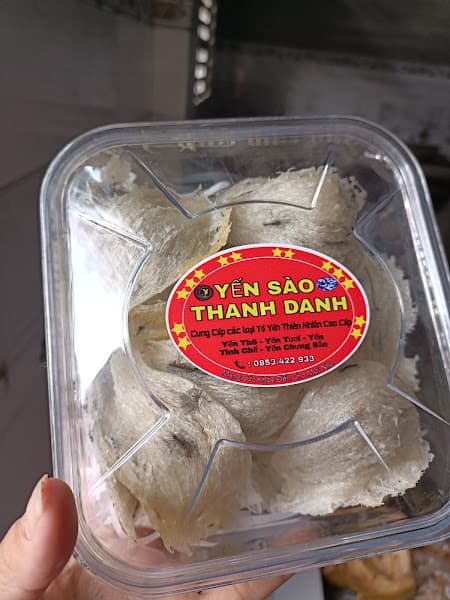 YẾN SÀO
THANH DANH
Cung Cấp các loại Tổ Yến Thiên Nhiên Cao Cấp
Yến Thô - Yến Tươi - Yến
Tinh Chế - Yến Chưng Sẵn
: 0853.422 933